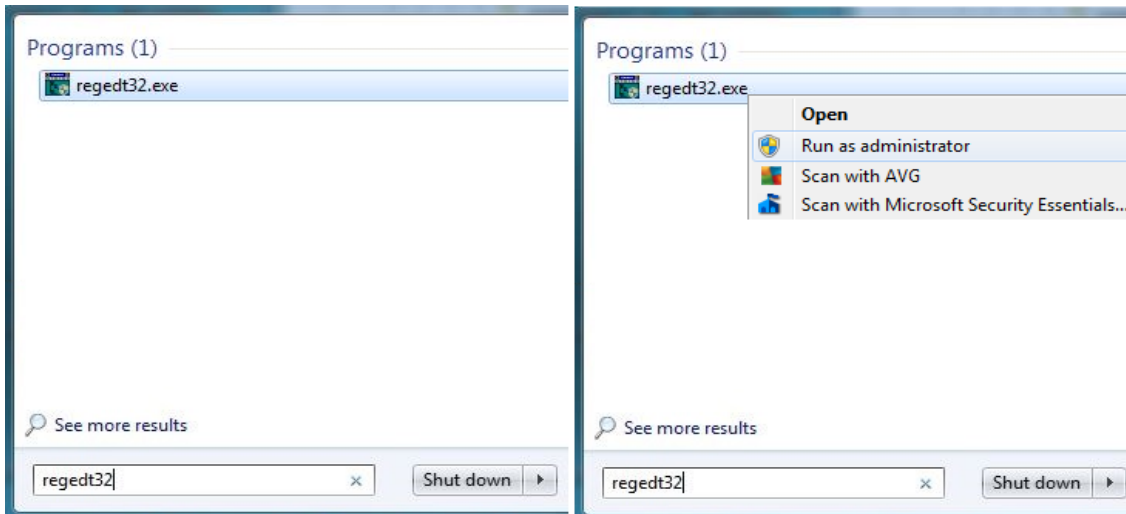 Programs (1)
regedt32.exe
See more results
regedt32
Shut down
Programs (1)
regedt32.exe
Open
Run as administrator
Scan with AVG
Scan with Microsoft Security Essentials...
See more results
regedt32
Shut down